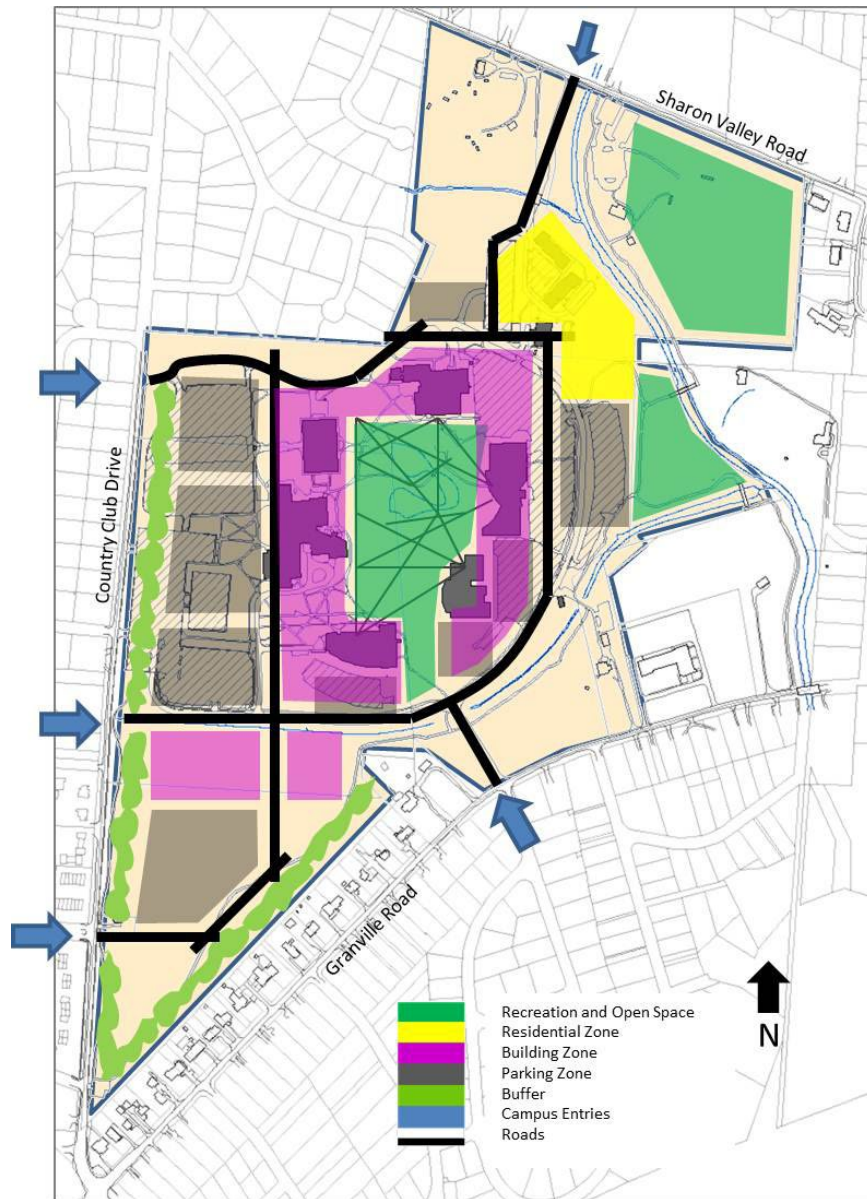 Sharon Valley Road
Country Club Drive
Granville Road
Recreation and Open Space
Residential Zone
Building Zone
Parking Zone
Buffer
Campus Entries
Roads
N